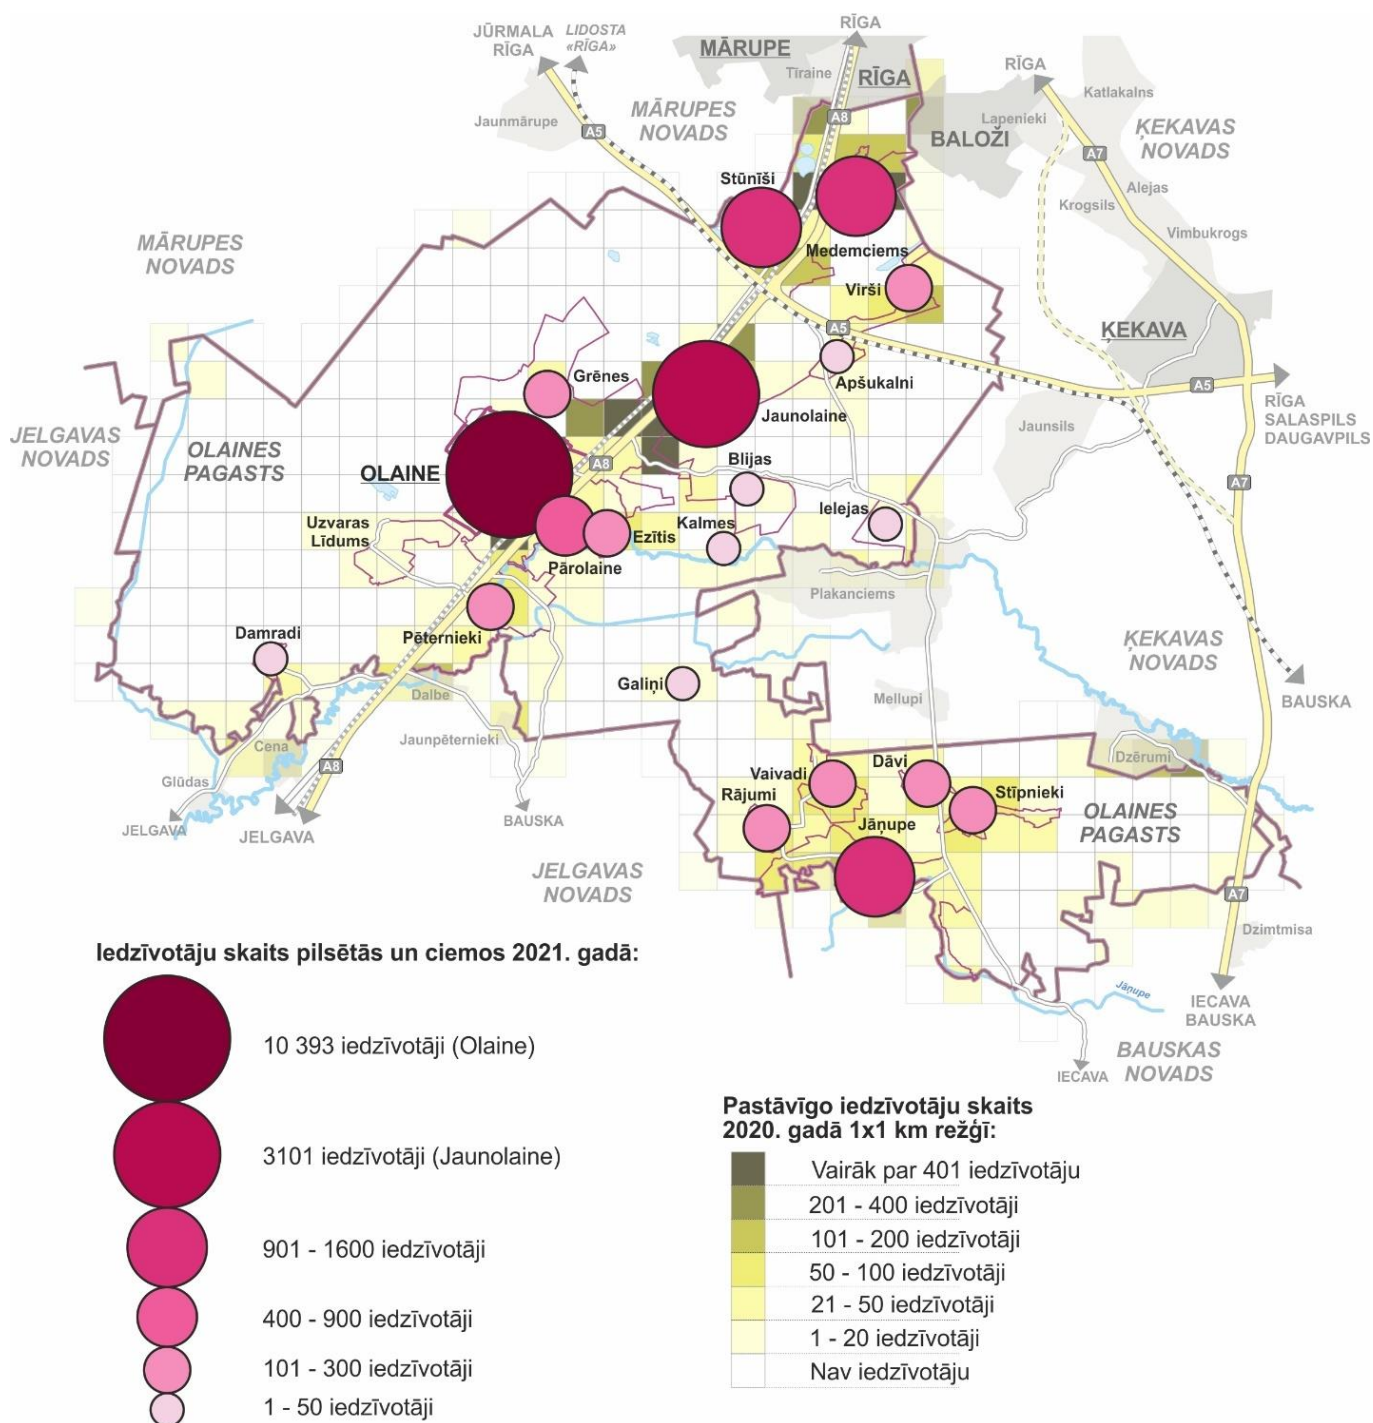 JŪRMALA
RĪGA
LIDOSTA
«RĪGA»
MĀRUPE
RĪGA
Tīraine
RĪGA
RĪGA
Katlakalns
MĀRUPES
NOVADS
Jaunmārupe
A5
A8
Lapenieki
BALOŽI
ĶEKAVAS
NOVADS
A7
Stūnīši
Alejas
Krogsils
MĀRUPES
NOVADS
Medemciems
Vimbukrogs
Virši
A5
ĶEKAVA
Grēnes
Apšukalni
A5
RĪGA
SALASPILS
DAUGAVPILS
JELGAVAS
NOVADS
OLAINES
PAGASTS
Jaunolaine
Jaunsils
OLAINE
A8
Blijas
A7
Uzvaras
Līdums
Kalmes
Ielejas
Ezītis
Pārolaine
Plakanciems
Damradi
Pēternieki
ĶEKAVAS
NOVADS
Galiņi
Dalbe
Mellupi
BAUSKA
Cena
Jaunpēternieki
Glūdas
A8
Vaivadi
Dāvi
Dzērumi
Rājumi
Stīpnieki
JELGAVA
JELGAVA
BAUSKA
Jāņupe
OLAINES
PAGASTS
JELGAVAS
NOVADS
A7
Dzimtmisa
Jāņupe
IECAVA
BAUSKA
IECAVA
BAUSKAS
NOVADS
Iedzīvotāju skaits pilsētās un ciemos 2021. gadā:
10 393 iedzīvotāji (Olaine)
3101 iedzīvotāji (Jaunolaine)
901 - 1600 iedzīvotāji
400 - 900 iedzīvotāji
101 - 300 iedzīvotāji
1 - 50 iedzīvotāji
Pastāvīgo iedzīvotāju skaits
2020. gadā 1x1 km režģī:
Vairāk par 401 iedzīvotāju
201 - 400 iedzīvotāji
101 - 200 iedzīvotāji
50 - 100 iedzīvotāji
21 - 50 iedzīvotāji
1 - 20 iedzīvotāji
Nav iedzīvotāju